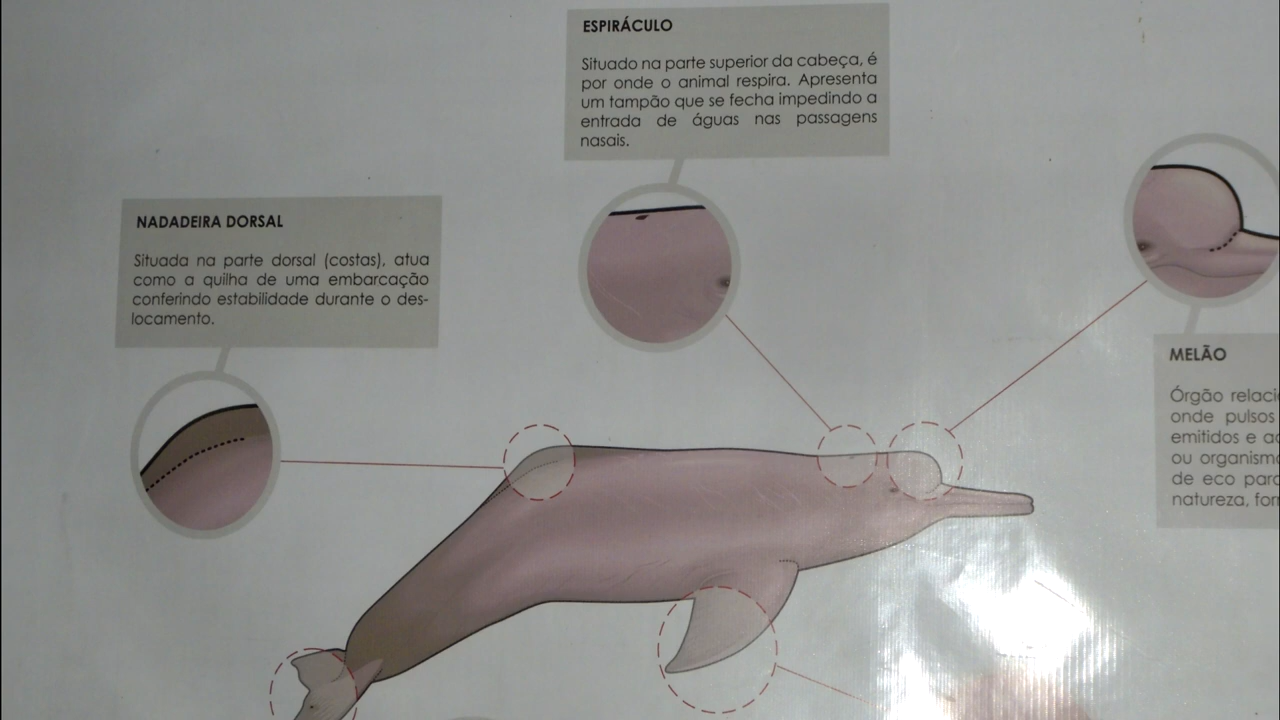 ESPIRÁCULO
Situado na parte superior da cabeça, é
por onde o animal respira. Apresenta
um tampão que se fecha impedindo a
entrada de águas nas passagens
nasais.
NADADEIRA DORSAL
Situada na parte dorsal (costas), atua
como a quilha de uma embarcação
conferindo estabilidade durante o des-
locamento.
MELÃO
Órgão
onde pulsos
emitidos e
ou
de eco
natureza,